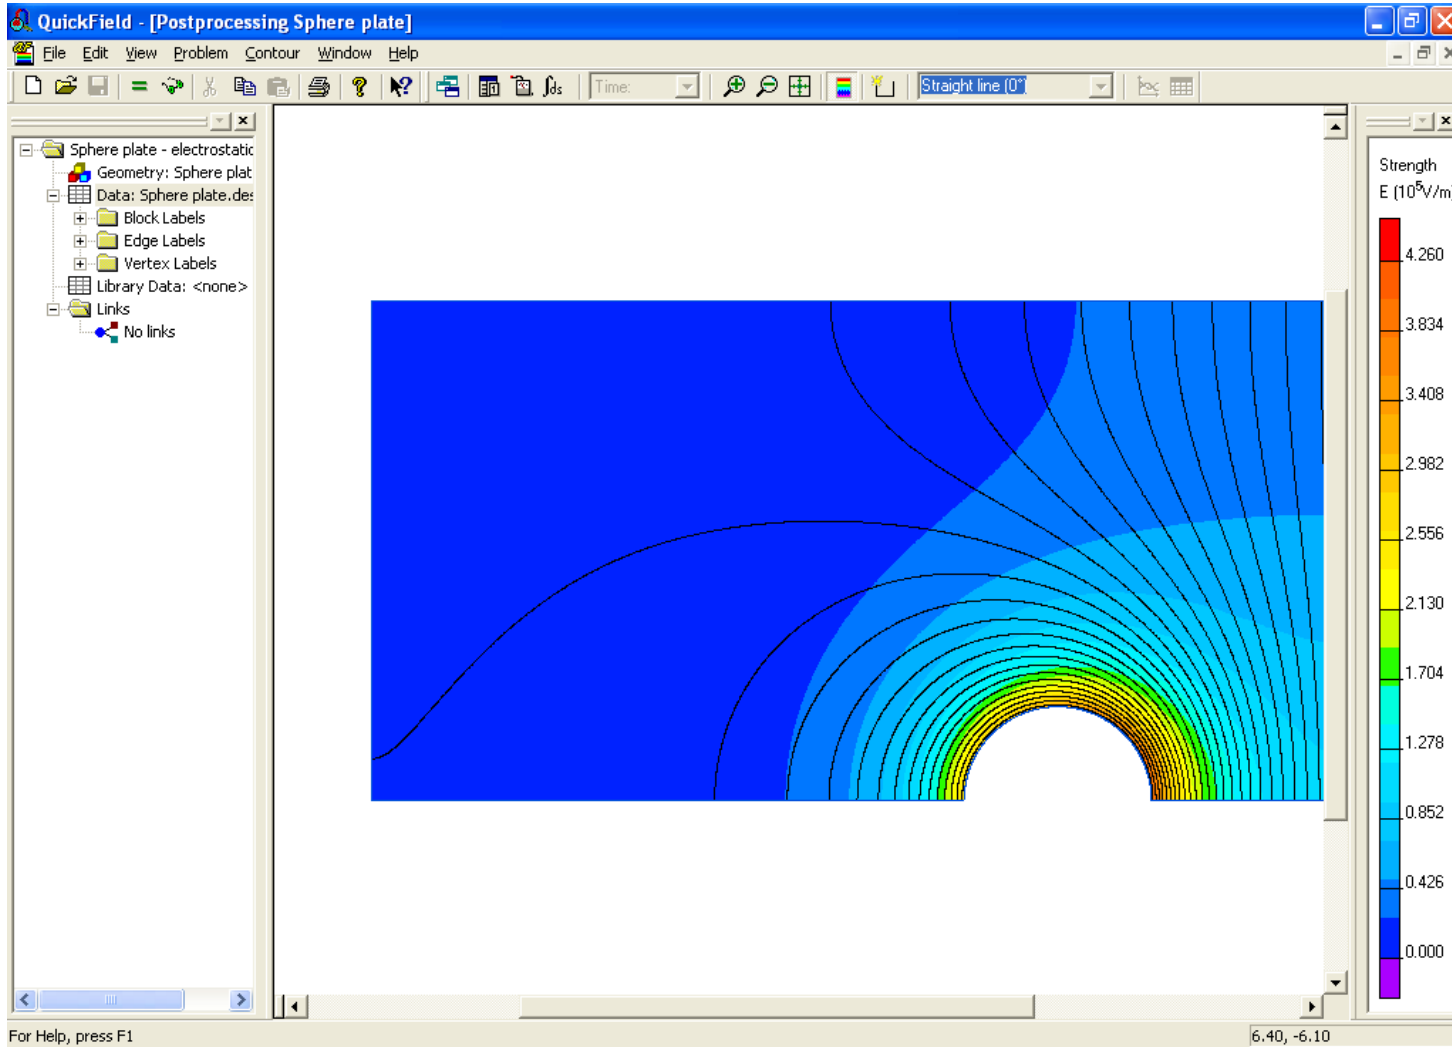 QuickField - [Postprocessing Sphere plate]
File Edit View Problem Contour Window Help
∫ds Time: Straight line (0°)
Sphere plate - electrostatic
Geometry: Sphere plat
Data: Sphere plate.des
Block Labels
Edge Labels
Vertex Labels
Library Data: <none>
Links
No links
Strength
E (10⁵V/m)
4.260
3.834
3.408
2.982
2.556
2.130
1.704
1.278
0.852
0.426
0.000
For Help, press F1
6.40, -6.10